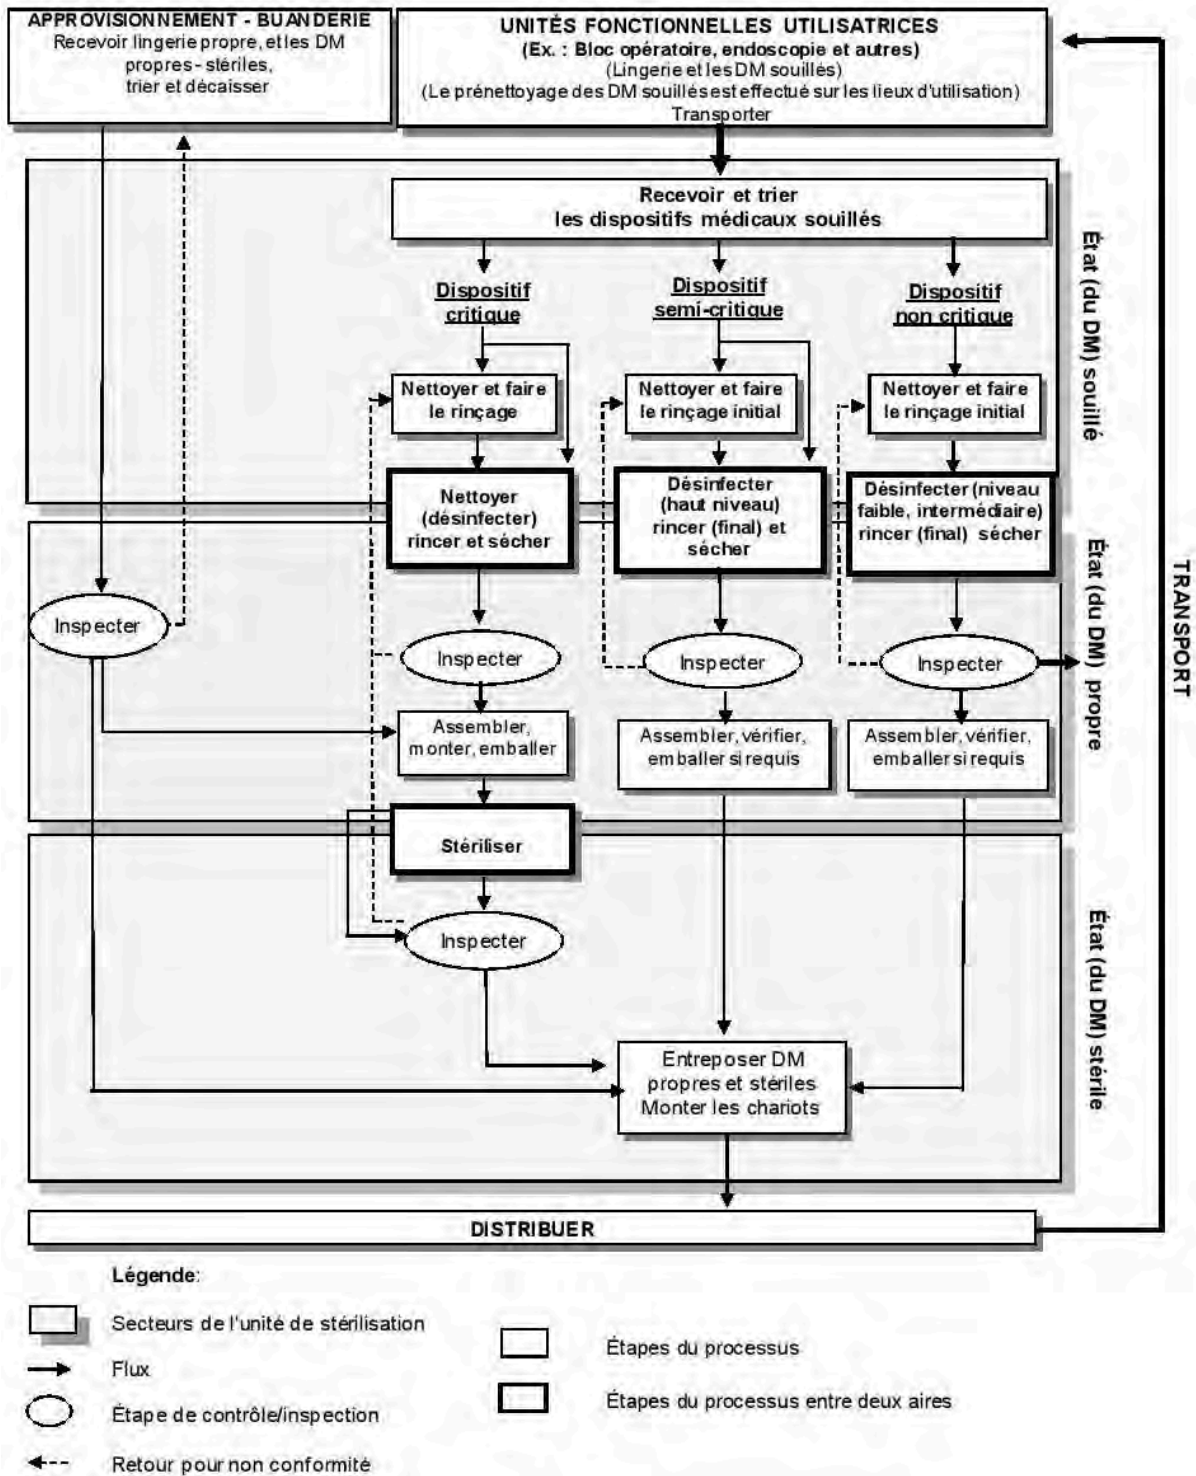 APPROVISIONNEMENT - BUANDERIE
Recevoir lingerie propre, et les DM
propres - stériles,
trier et décaisser
UNITÉS FONCTIONNELLES UTILISATRICES
(Ex. : Bloc opératoire, endoscopie et autres)
(Lingerie et les DM souillés)
(Le prénettoyage des DM souillés est effectué sur les lieux d'utilisation)
Transporter
Recevoir et trier
les dispositifs médicaux souillés
Dispositif
critique
Dispositif
semi-critique
Dispositif
non critique
Nettoyer et faire
le rinçage
Nettoyer et faire
le rinçage initial
Nettoyer et faire
le rinçage initial
État (du DM) souillé
Nettoyer
(désinfecter)
rincer et sécher
Désinfecter
(haut niveau)
rincer (final) et
sécher
Désinfecter (niveau
faible, intermédiaire)
rincer (final) sécher
Inspecter
Inspecter
Inspecter
Inspecter
État (du DM) propre
TRANSPORT
Assembler,
monter, emballer
Assembler, vérifier,
emballer si requis
Assembler, vérifier,
emballer si requis
Stériliser
Inspecter
État (du DM) stérile
Entreposer DM
propres et stériles
Monter les chariots
DISTRIBUER
Légende:
Secteurs de l'unité de stérilisation
Flux
Étape de contrôle/inspection
Retour pour non conformité
Étapes du processus
Étapes du processus entre deux aires